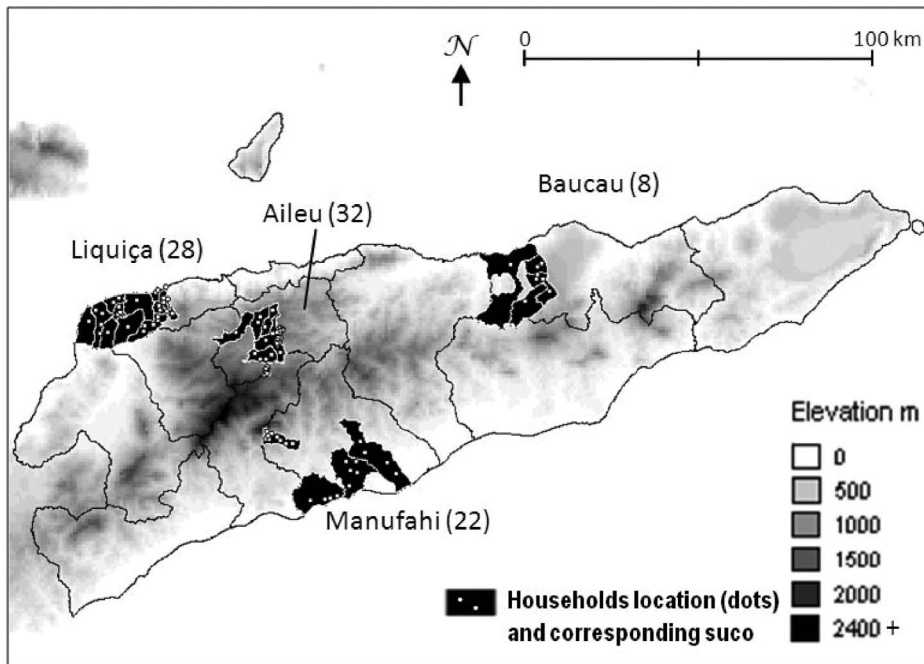 N
0
100 km
Baucau (8)
Aileu (32)
Liquiça (28)
Manufahi (22)
Elevation m
0
500
1000
1500
2000
2400 +
Households location (dots)
and corresponding suco